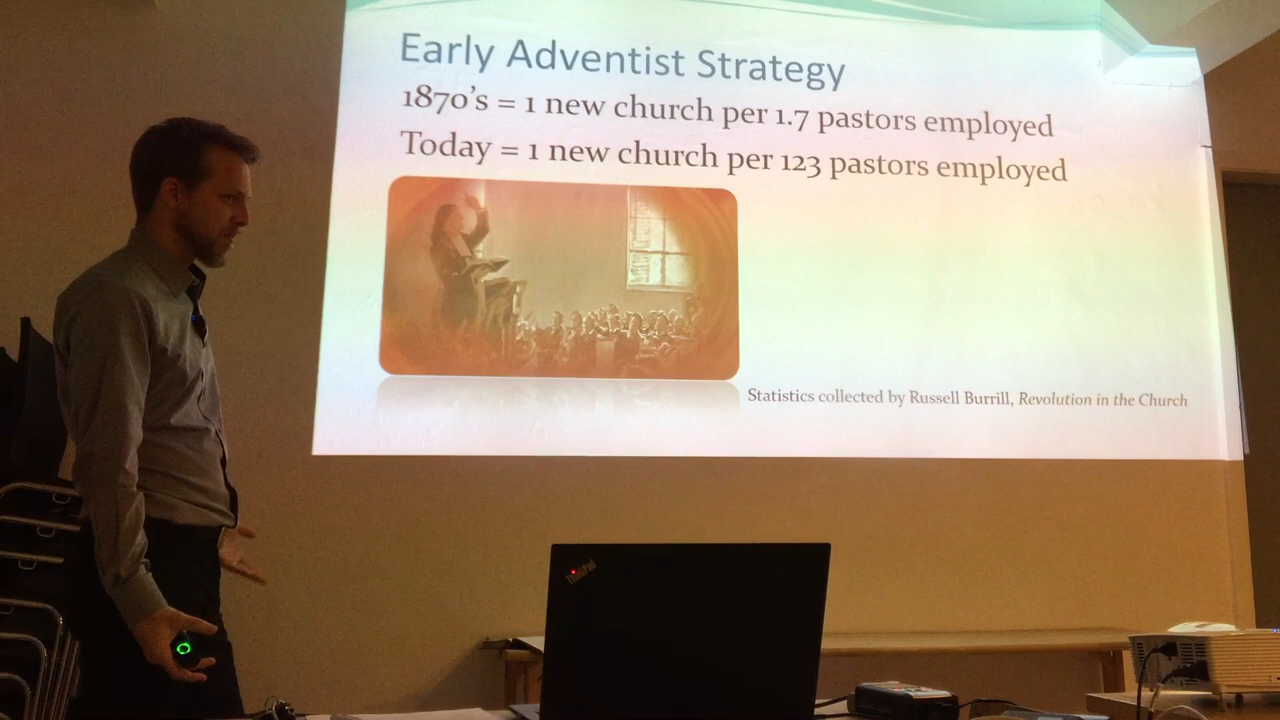 Early Adventist Strategy
1870's = 1 new church per 1.7 pastors employed
Today = 1 new church per 123 pastors employed
Statistics collected by Russell Burrill, Revolution in the Church
ThinkPad